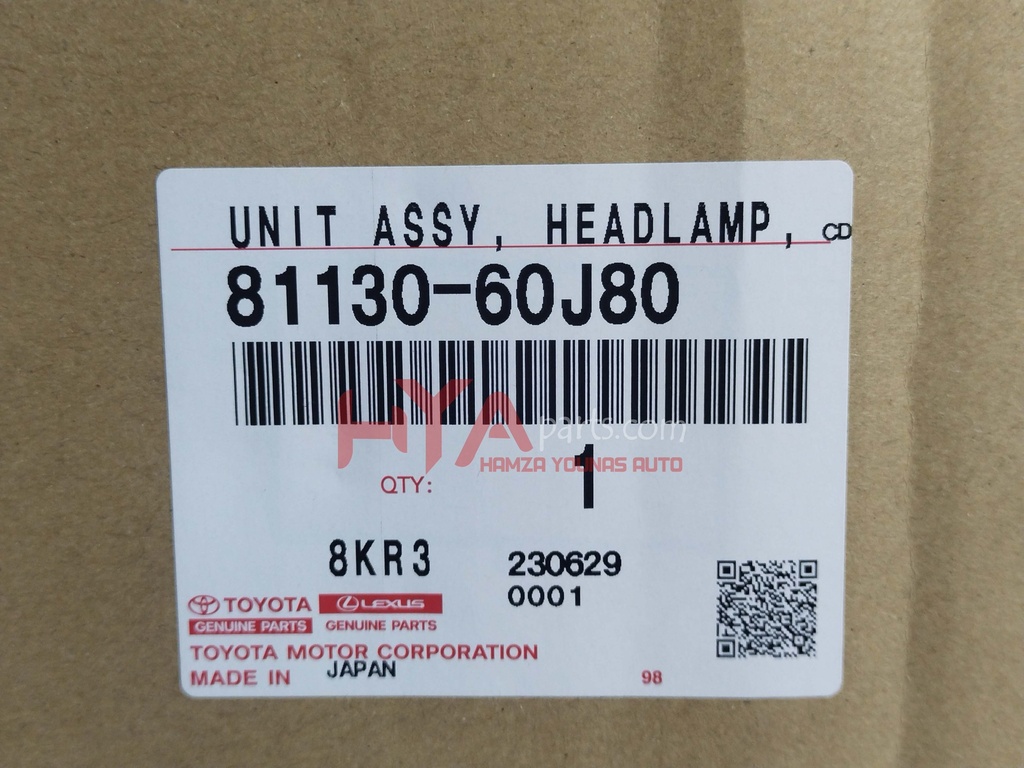 UNIT ASSY, HEADLAMP, CD
81130-60J80
HYA parts.com
HAMZA YOUNAS AUTO
QTY: 1
8KR3 230629
0001
TOYOTA LEXUS
GENUINE PARTS GENUINE PARTS
TOYOTA MOTOR CORPORATION
MADE IN JAPAN
98